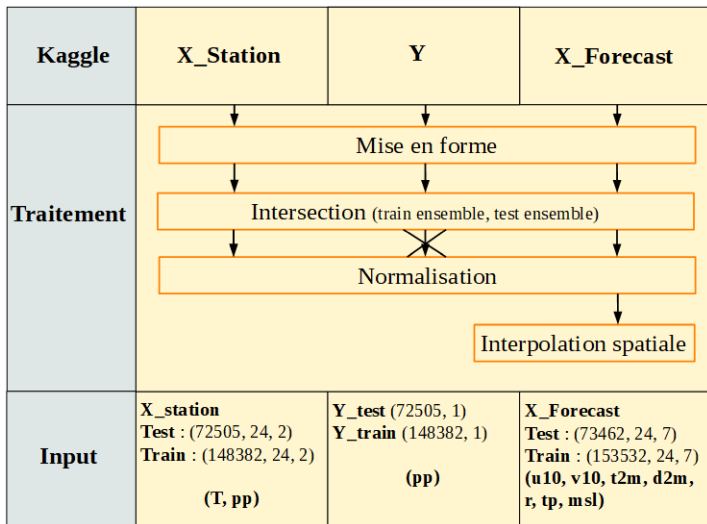 Kaggle
X_Station
Y
X_Forecast
Traitement
Mise en forme
Intersection (train ensemble, test ensemble)
Normalisation
Interpolation spatiale
Input
X_station
Test : (72505, 24, 2)
Train : (148382, 24, 2)
(T, pp)
Y_test (72505, 1)
Y_train (148382, 1)
(pp)
X_Forecast
Test : (73462, 24, 7)
Train : (153532, 24, 7)
(u10, v10, t2m, d2m,
r, tp, msl)